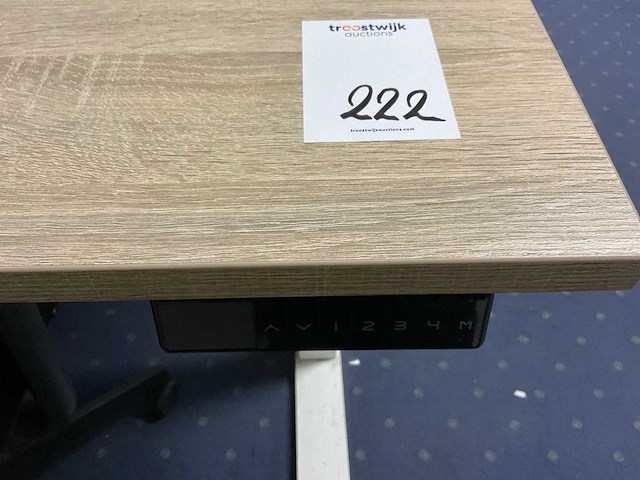 troostwijk
auctions
222
troostwijkauctions.com
1 2 3 4 M